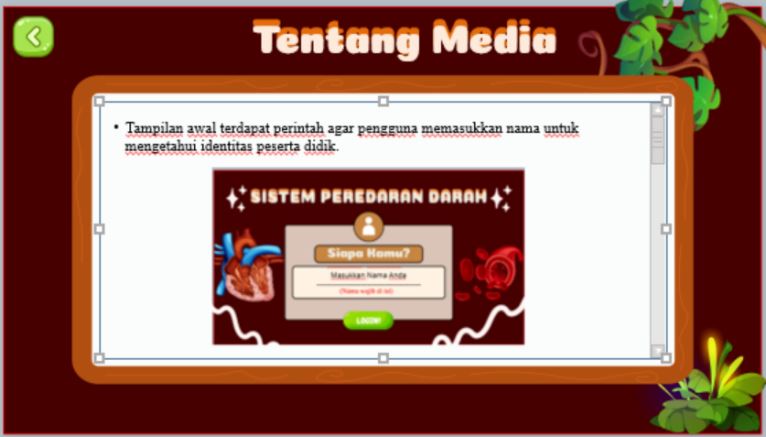 Tentang Media
• Tampilan awal terdapat perintah agar pengguna memasukkan nama untuk
mengetahui identitas peserta didik.
SISTEM PEREDARAN DARAH
Siapa Kamu?
Masukkan Nama Anda
(Nama wajib di isi)
LOGIN!